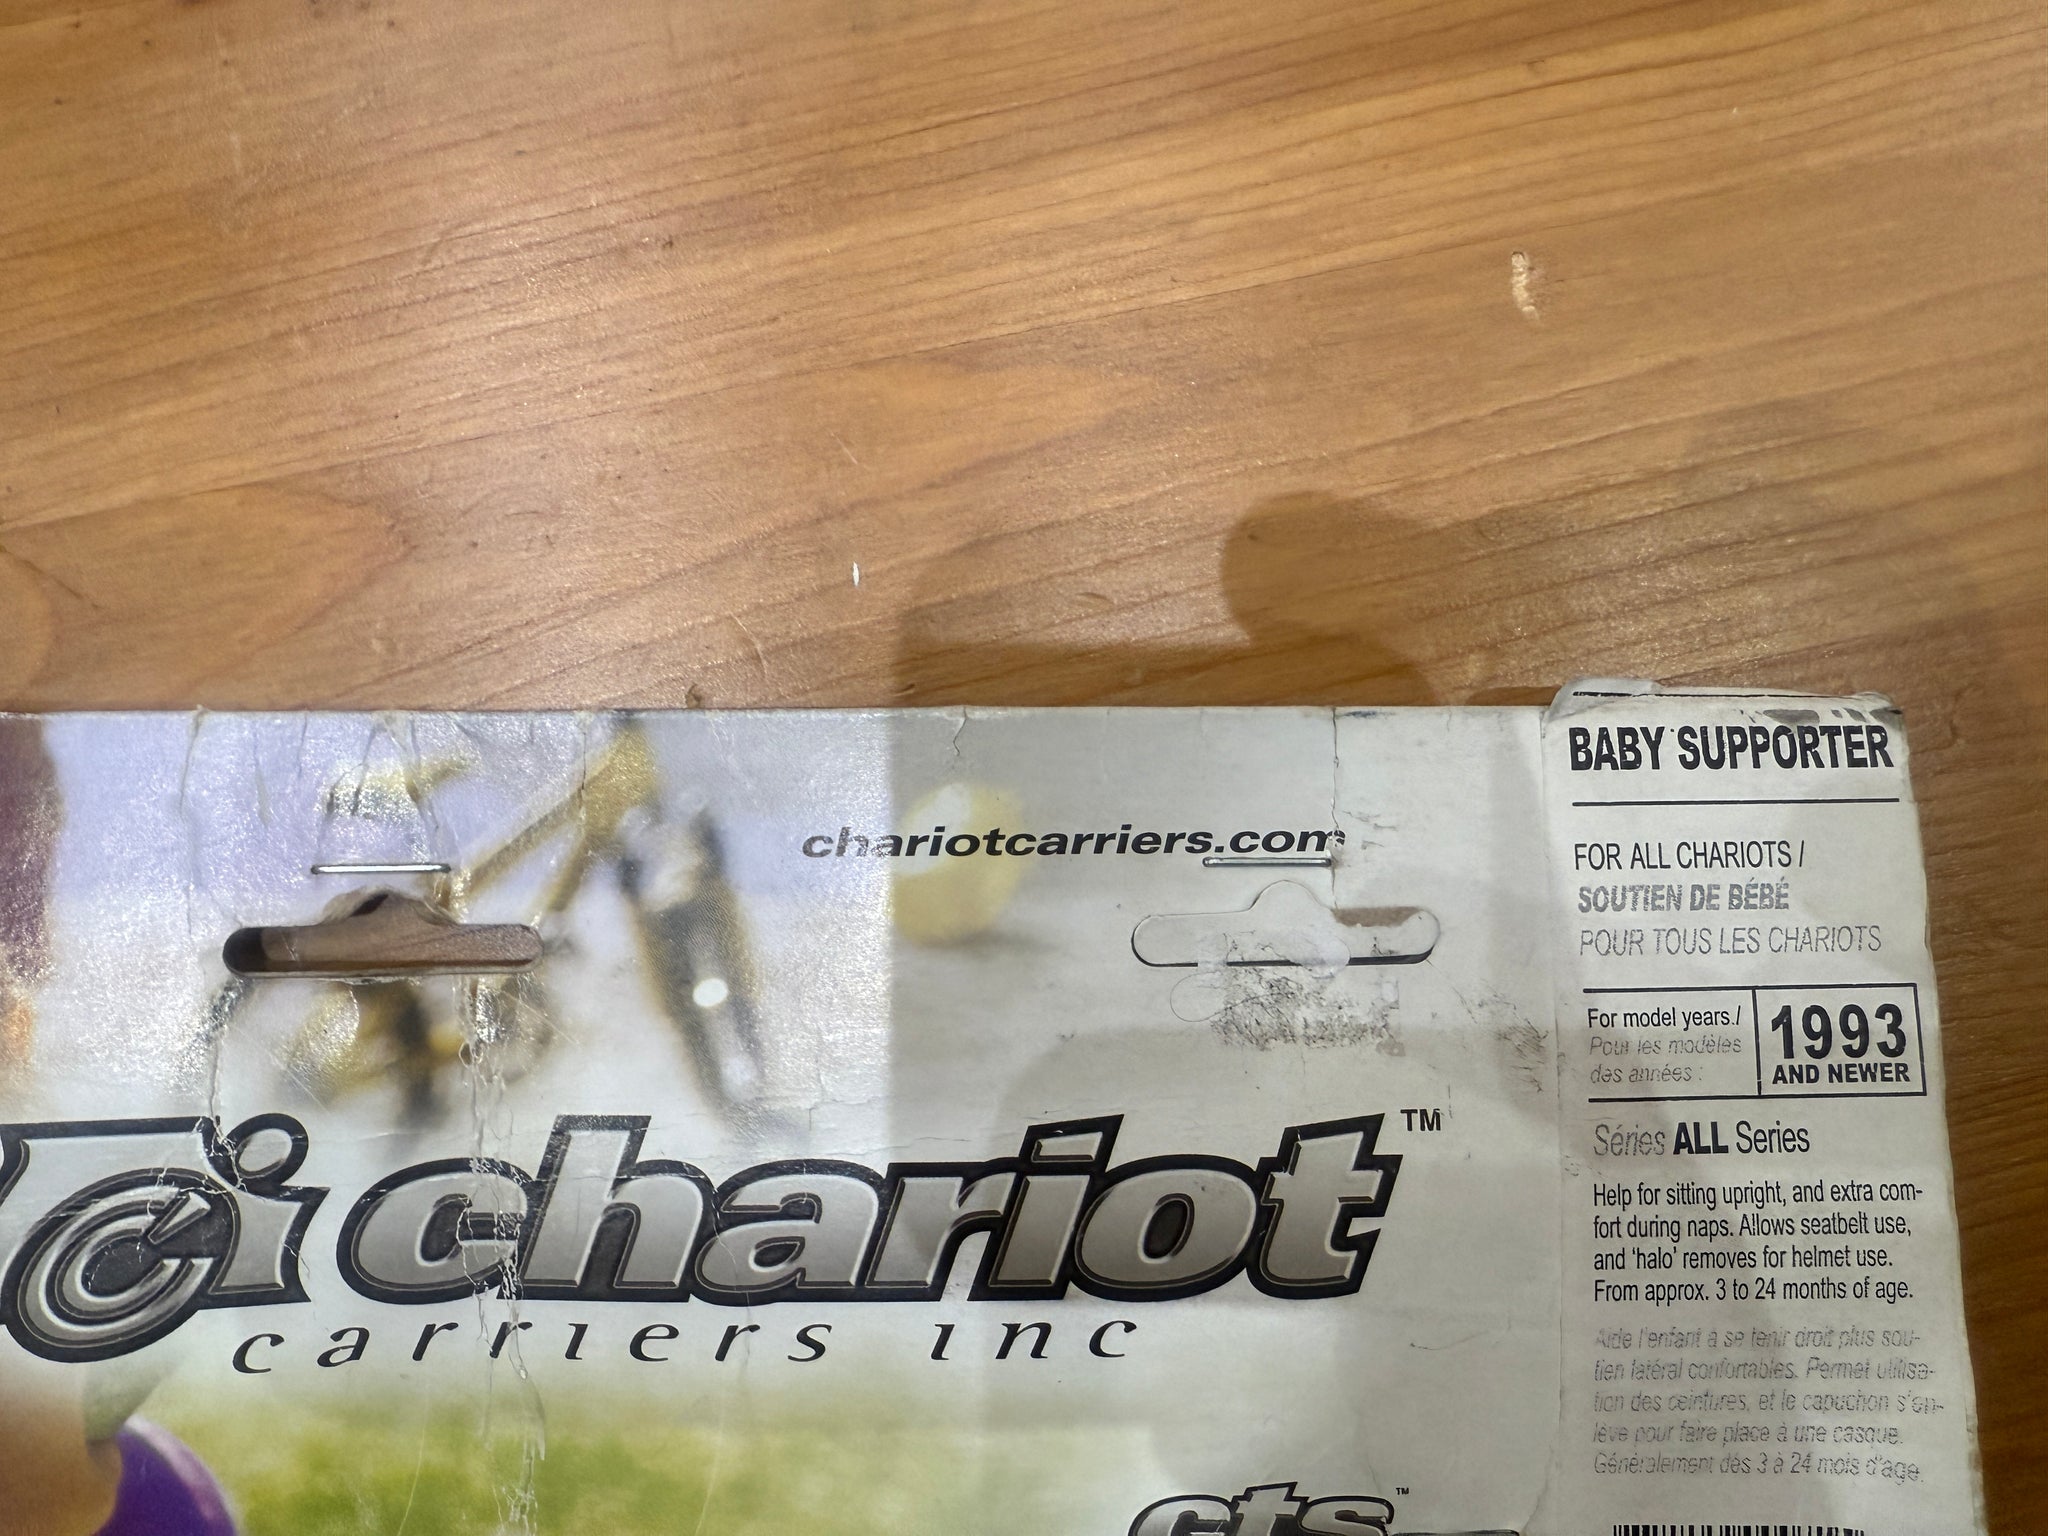 chariotcarriers.com
Ci chariot™
carriers inc
cts™
BABY SUPPORTER
FOR ALL CHARIOTS /
SOUTIEN DE BÉBÉ
POUR TOUS LES CHARIOTS
For model years./
Pour les modèles
des années :
1993
AND NEWER
Séries ALL Series
Help for sitting upright, and extra com-
fort during naps. Allows seatbelt use,
and ‘halo’ removes for helmet use.
From approx. 3 to 24 months of age.
Aide l'enfant a se tenir droit plus sou-
tien latéral confortables. Permet utilisa-
tion des ceintures, et le capuchon s'en-
lève pour faire place à une casque.
Généralement dès 3 à 24 mois d'age.